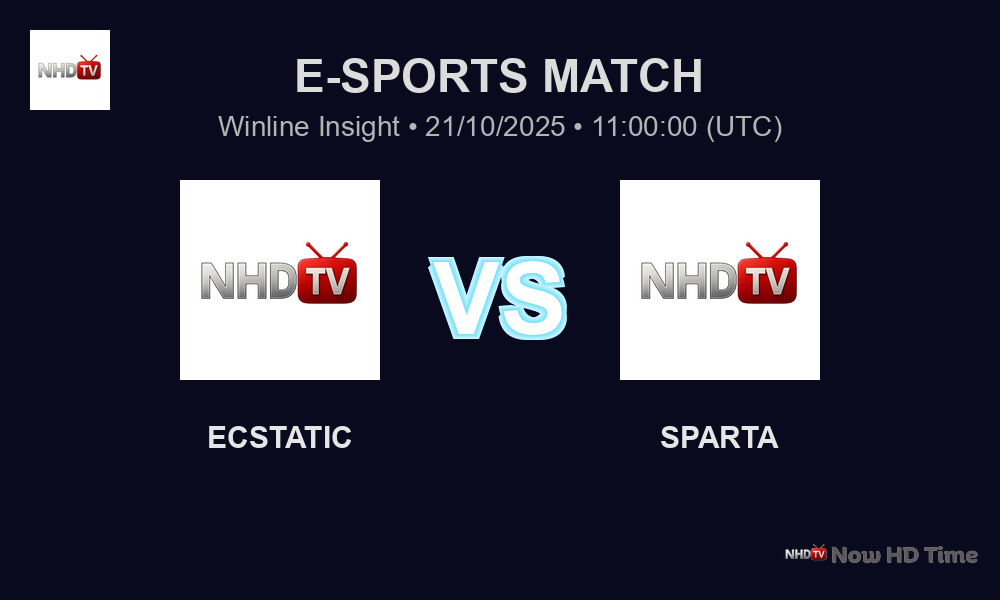 NHDTV
E-SPORTS MATCH
Winline Insight • 21/10/2025 • 11:00:00 (UTC)
NHDTV
VS
NHDTV
ECSTATIC
SPARTA
NHDTV Now HD Time